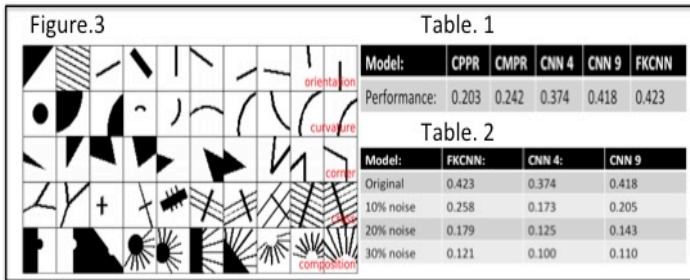 Figure.3
orientation
curvature
corner
cross
composition
Table. 1
Model: CPPR CMPR CNN 4 CNN 9 FKCNN
Performance: 0.203 0.242 0.374 0.418 0.423
Table. 2
Model: FKCNN: CNN 4: CNN 9
Original 0.423 0.374 0.418
10% noise 0.258 0.173 0.205
20% noise 0.179 0.125 0.143
30% noise 0.121 0.100 0.110